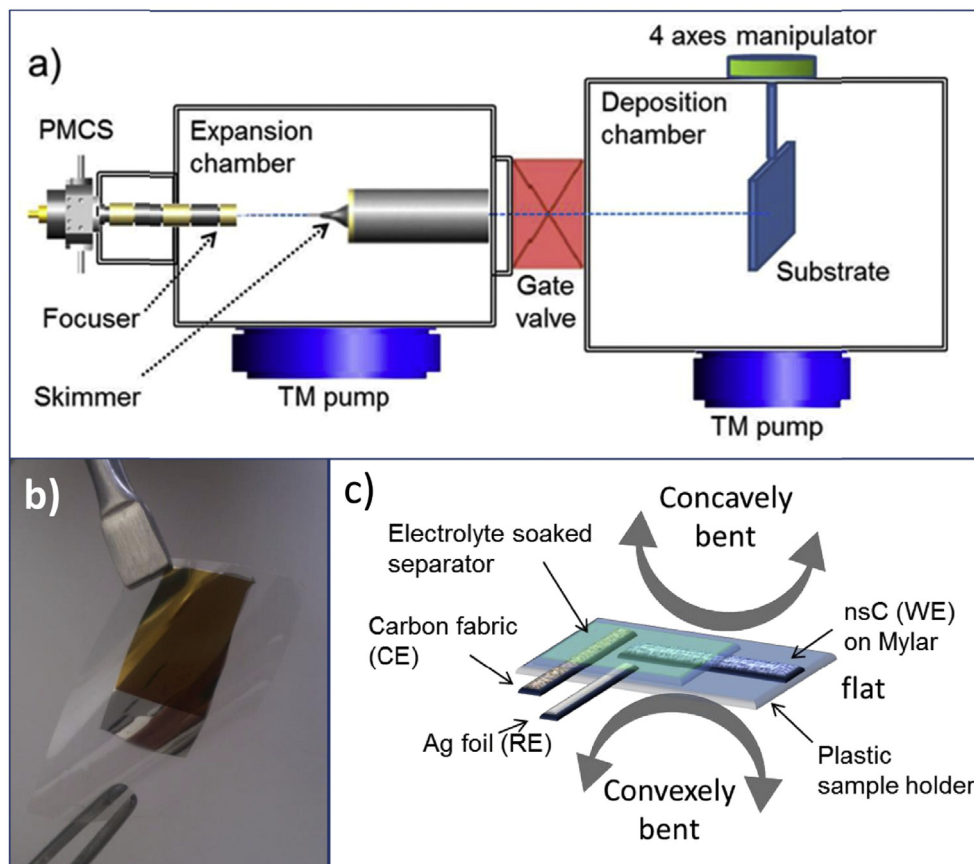 a)
4 axes manipulator
PMCS
Expansion
chamber
Deposition
chamber
Focuser
Skimmer
TM pump
Gate
valve
Substrate
TM pump
b)
c)
Concavely
bent
Electrolyte soaked
separator
Carbon fabric
(CE)
Ag foil (RE)
nsC (WE)
on Mylar
flat
Plastic
sample holder
Convexely
bent